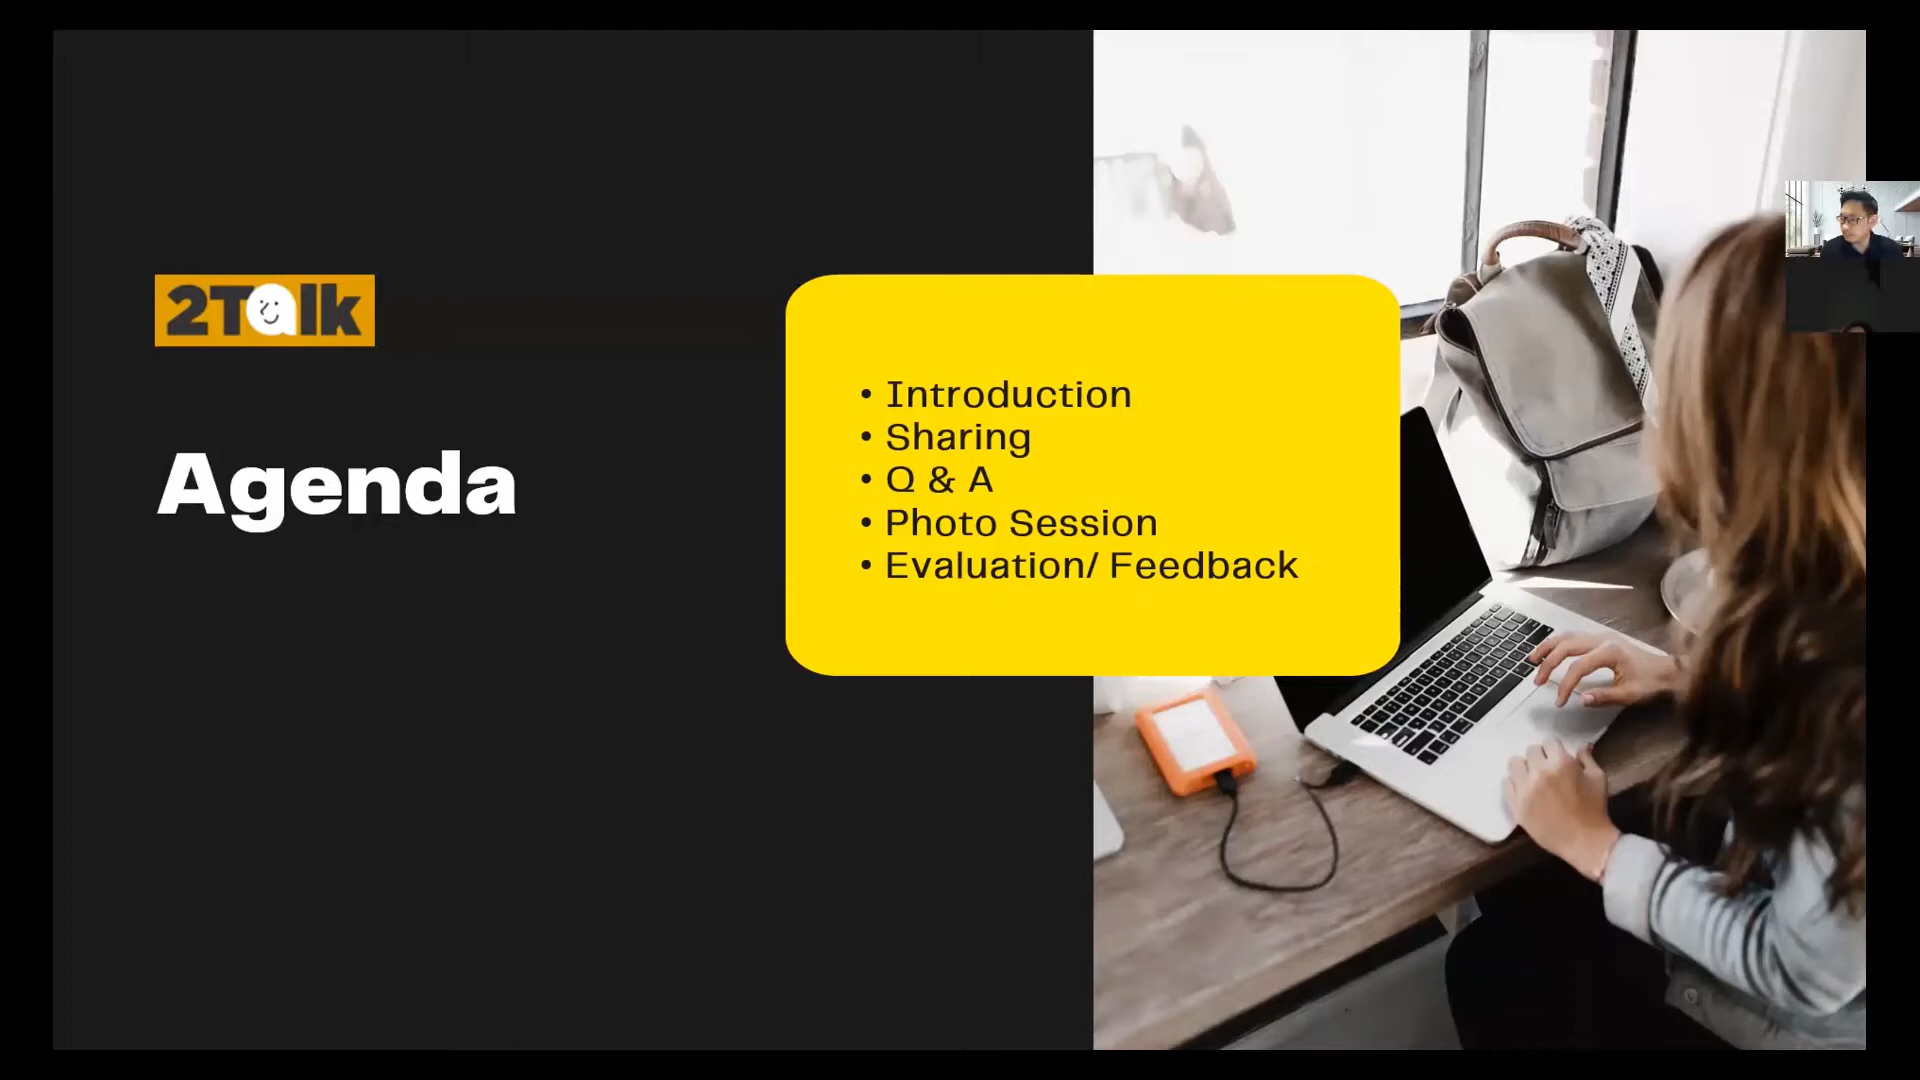 2Talk
Agenda
• Introduction
• Sharing
• Q & A
• Photo Session
• Evaluation/ Feedback